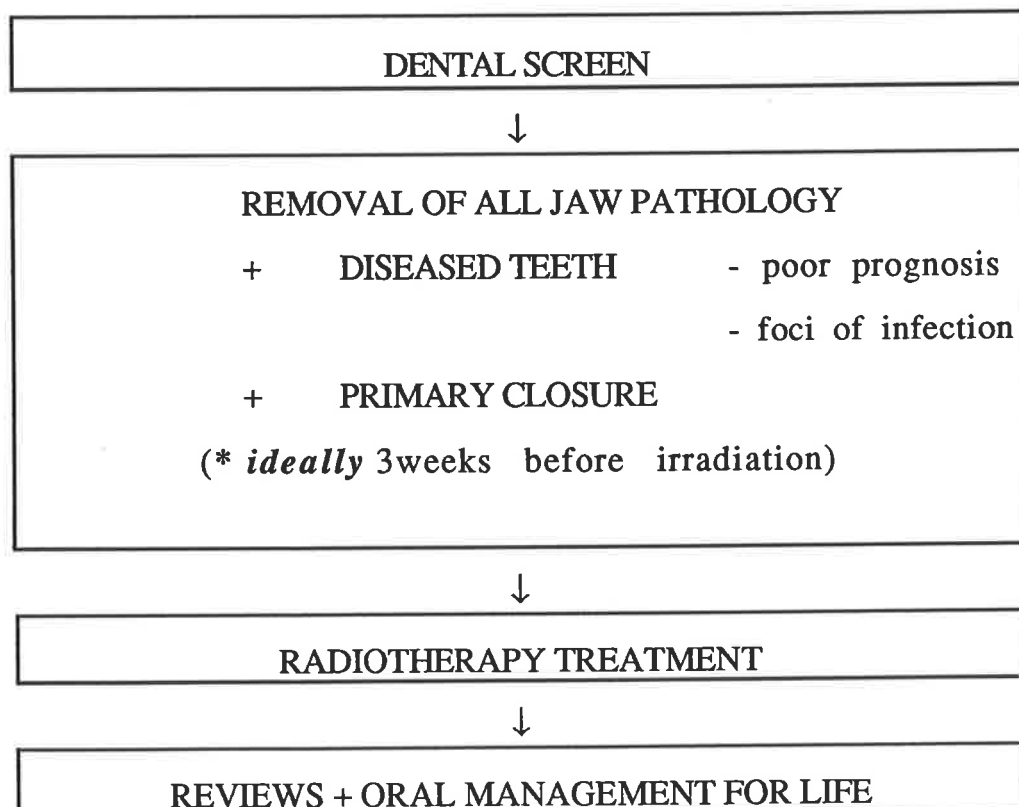 DENTAL SCREEN
↓
REMOVAL OF ALL JAW PATHOLOGY
+ DISEASED TEETH - poor prognosis
- foci of infection
+ PRIMARY CLOSURE
(* ideally 3weeks before irradiation)
↓
RADIOTHERAPY TREATMENT
↓
REVIEWS + ORAL MANAGEMENT FOR LIFE